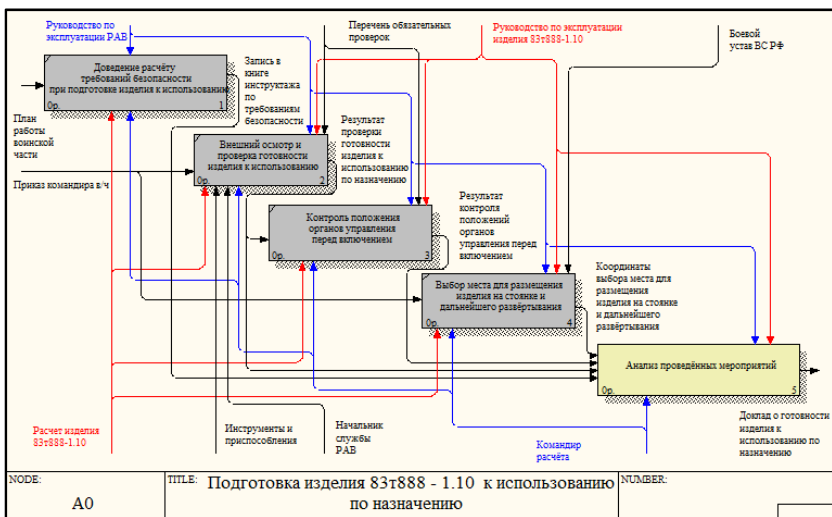 Руководство по
эксплуатации РАВ
Перечень обязательных
проверок
Руководство по эксплуатации
изделия 83т888-1.10
Боевой
устав ВС РФ
Доведение расчёту
требований безопасности
при подготовке изделия к использованию
0р. 1
Запись в
книге
инструктажа
по
требованиям
безопасности
План
работы
воинской
части
Приказ командира в/ч
Внешний осмотр и
проверка готовности
изделия к использованию
0р. 2
Результат
проверки
готовности
изделия к
использованию
по назначению
Контроль положения
органов управления
перед включением
0р. 3
Результат
контроля
положений
органов
управления перед
включением
Выбор места для размещения
изделия на стоянке и
дальнейшего развёртывания
0р. 4
Координаты
выбора места для
размещения
изделия на стоянке
и дальнейшего
развёртывания
Анализ проведённых мероприятий
0р. 5
Расчет изделия
83т888-1.10
Инструменты и
приспособления
Начальник
службы
РАВ
Командир
расчёта
Доклад о готовности
изделия к
использованию по
назначению
NODE:
A0
TITLE: Подготовка изделия 83т888 - 1.10 к использованию
по назначению
NUMBER: